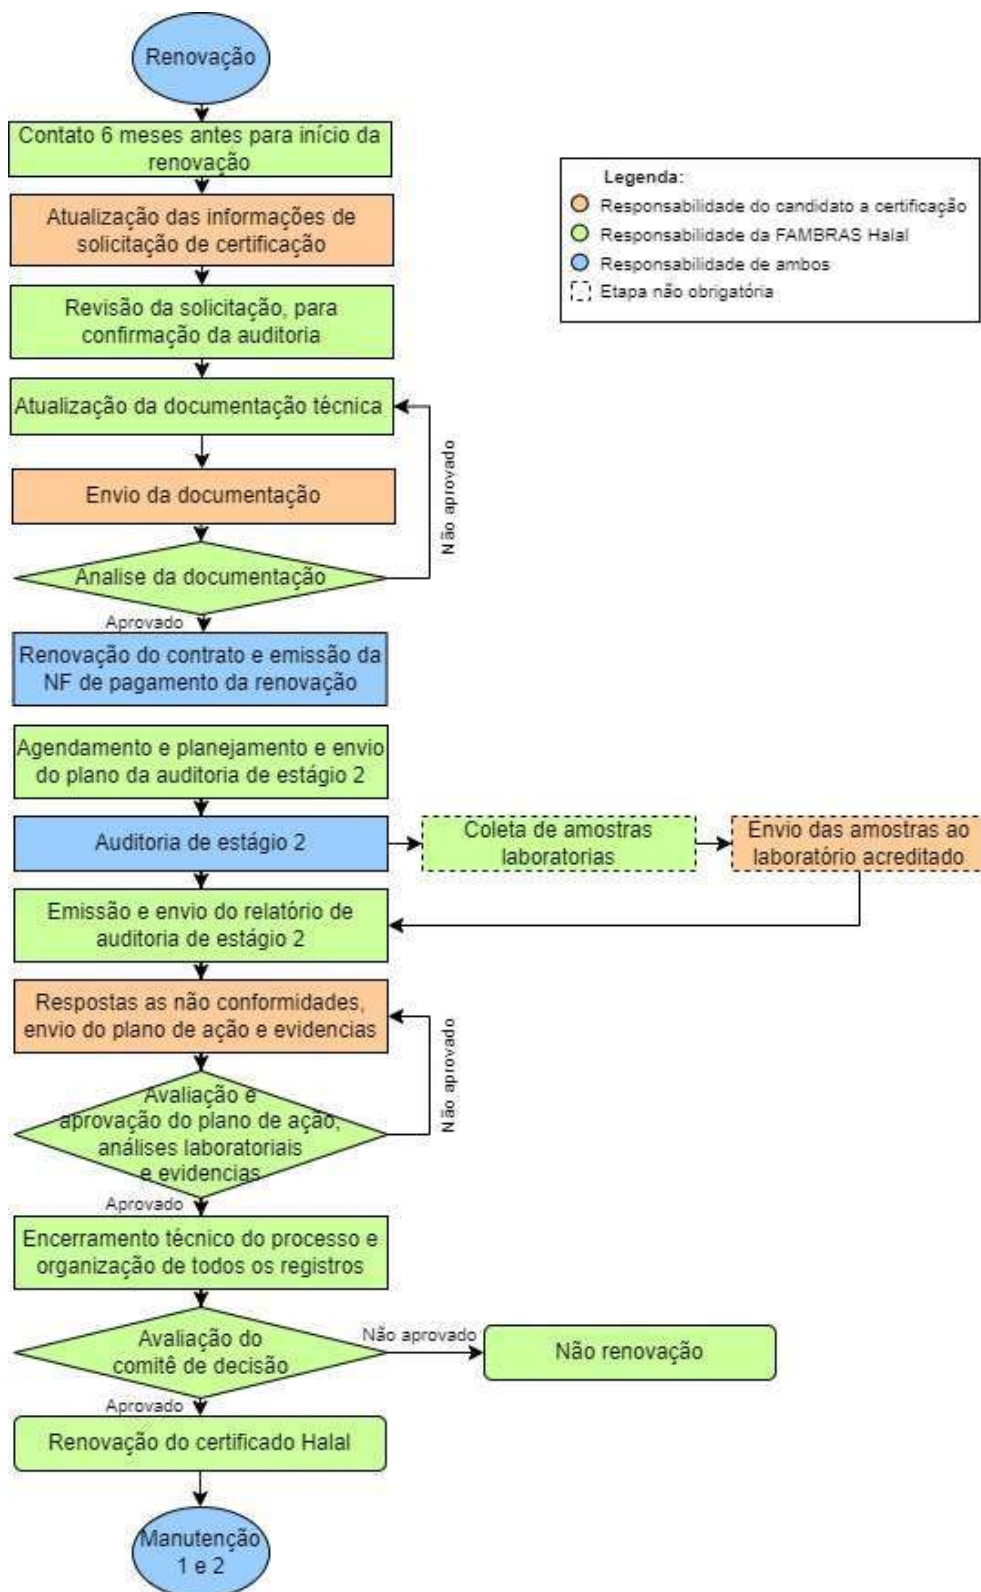 Renovação
Contato 6 meses antes para início da
renovação
Atualização das informações de
solicitação de certificação
Revisão da solicitação, para
confirmação da auditoria
Atualização da documentação técnica
Envio da documentação
Não aprovado
Analise da documentação
Aprovado
Renovação do contrato e emissão da
NF de pagamento da renovação
Legenda:
Responsabilidade do candidato a certificação
Responsabilidade da FAMBRAS Halal
Responsabilidade de ambos
Etapa não obrigatória
Agendamento e planejamento e envio
do plano da auditoria de estágio 2
Auditoria de estágio 2
Coleta de amostras
laboratorias
Envio das amostras ao
laboratório acreditado
Emissão e envio do relatório de
auditoria de estágio 2
Respostas as não conformidades,
envio do plano de ação e evidencias
Não aprovado
Avaliação e
aprovação do plano de ação,
análises laboratoriais
e evidencias
Aprovado
Encerramento técnico do processo e
organização de todos os registros
Avaliação do
comitê de decisão
Não aprovado
Não renovação
Aprovado
Renovação do certificado Halal
Manutenção
1 e 2